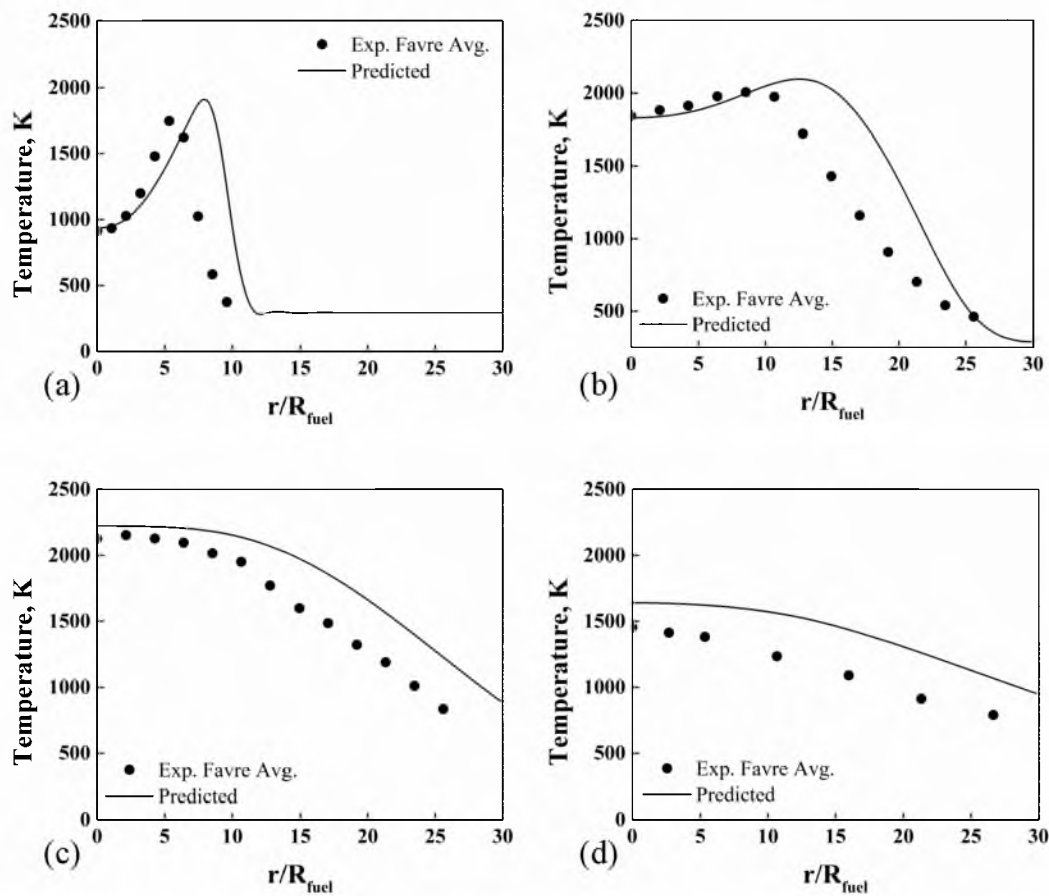 2500
2000
1500
1000
500
0
Temperature, K
Exp. Favre Avg.
Predicted
0 5 10 15 20 25 30
r/R_fuel
(a)
2500
2000
1500
1000
500
Temperature, K
Exp. Favre Avg.
Predicted
0 5 10 15 20 25 30
r/R_fuel
(b)
2500
2000
1500
1000
500
0
Temperature, K
Exp. Favre Avg.
Predicted
0 5 10 15 20 25 30
r/R_fuel
(c)
2500
2000
1500
1000
500
0
Temperature, K
Exp. Favre Avg.
Predicted
0 5 10 15 20 25 30
r/R_fuel
(d)